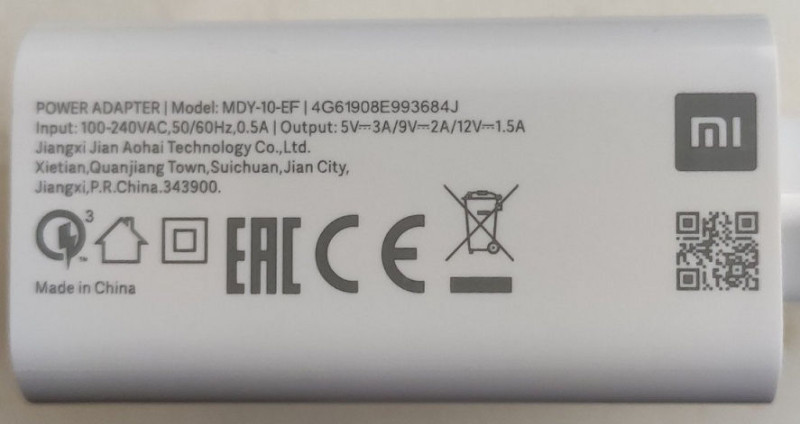 POWER ADAPTER | Model: MDY-10-EF | 4G61908E993684J
Input: 100-240VAC,50/60Hz,0.5A | Output: 5V⎓3A/9V⎓2A/12V⎓1.5A
Jiangxi Jian Aohai Technology Co.,Ltd.
Xietian,Quanjiang Town,Suichuan,Jian City,
Jiangxi,P.R.China.343900.
mi
3
TM
EAC CE
Made in China